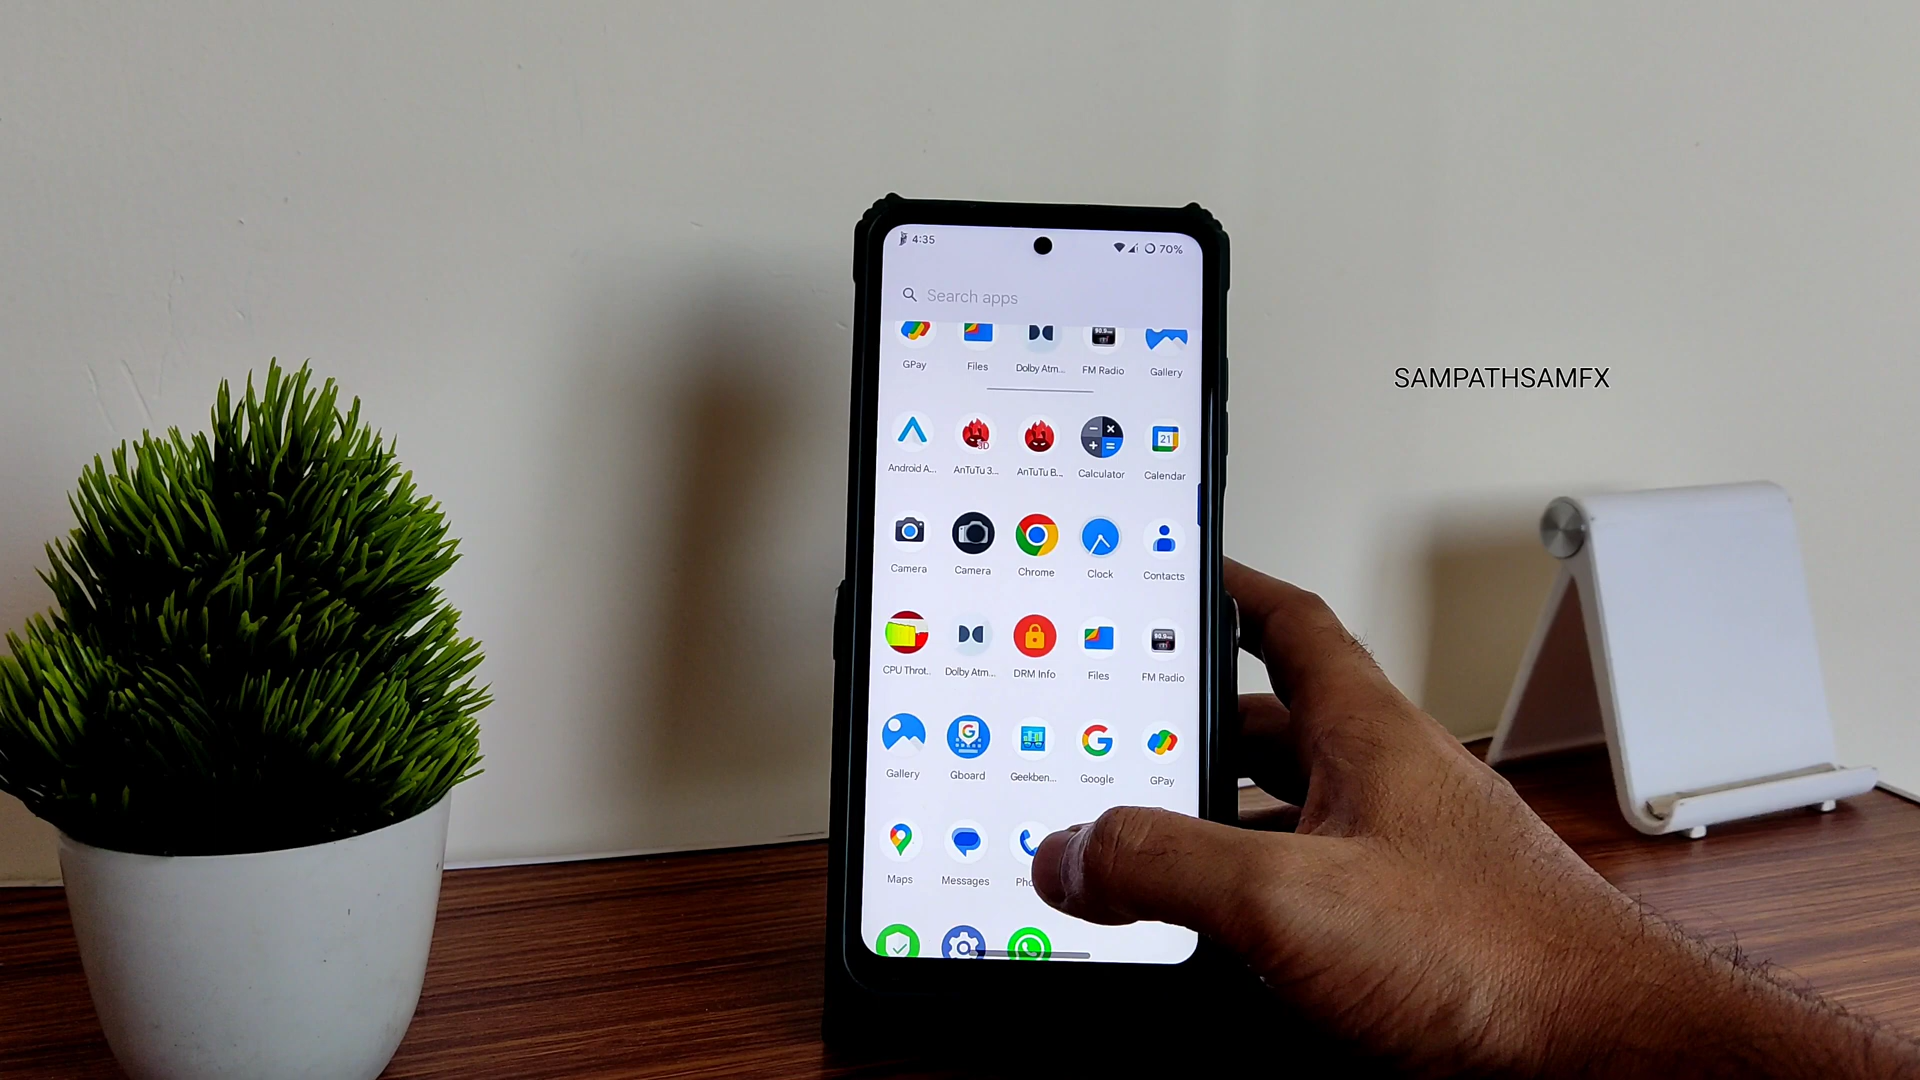 4:35
70%
Search apps
GPay Files Dolby Atm... FM Radio Gallery
SAMPATHSAMFX
21
Android A... AnTuTu 3... AnTuTu B... Calculator Calendar
Camera Camera Chrome Clock Contacts
CPU Throt.. Dolby Atm... DRM Info Files FM Radio
Gallery Gboard Geekben... Google GPay
Maps Messages Pho